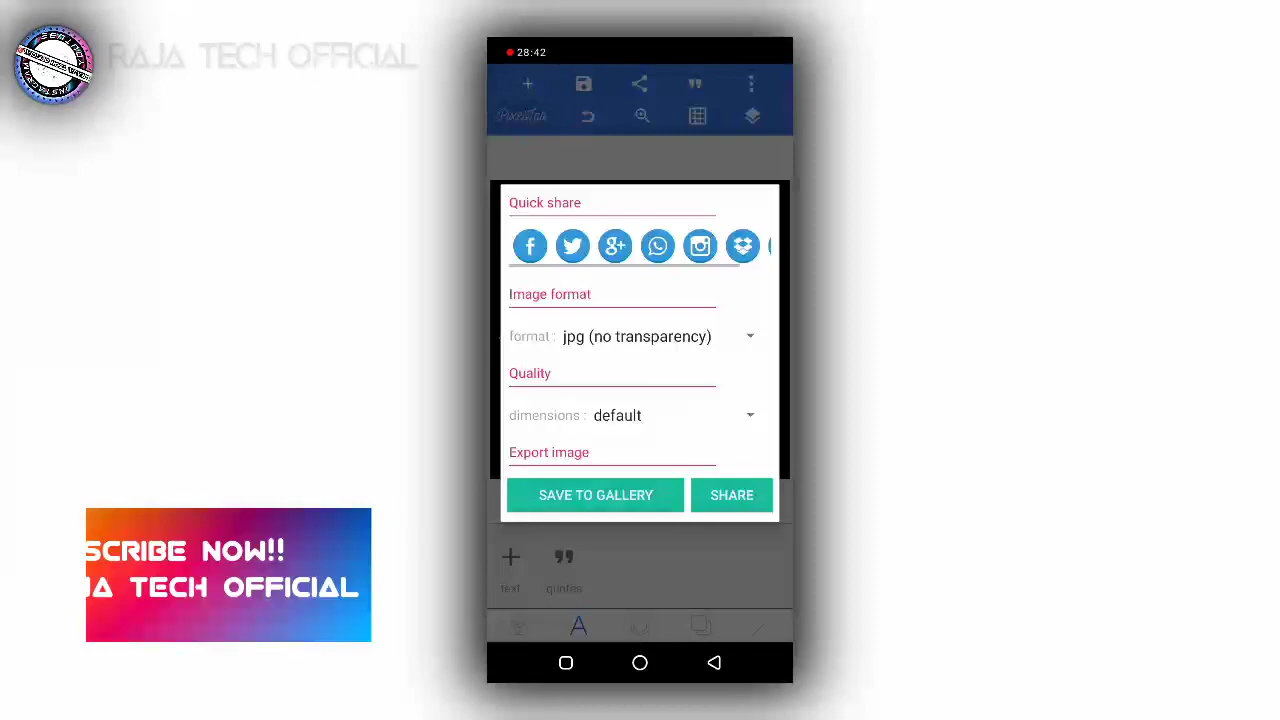 RAJA TECH OFFICIAL
28:42
PixelLab
Quick share
Image format
format : jpg (no transparency)
Quality
dimensions : default
Export image
SAVE TO GALLERY
SHARE
text
quotes
SCRIBE NOW!!
JA TECH OFFICIAL